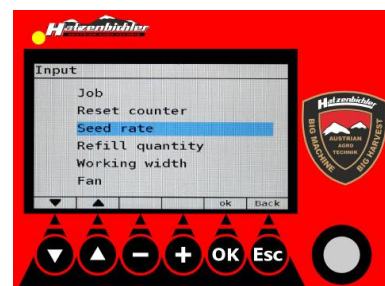 Hatzenbichler
Input
Job
Reset counter
Seed rate
Refill quantity
Working width
Fan
ok Back
OK Esc
Hatzenbichler
BIG MACHINE
AUSTRIAN
AGRO
TECHNIK
BIG HARVEST